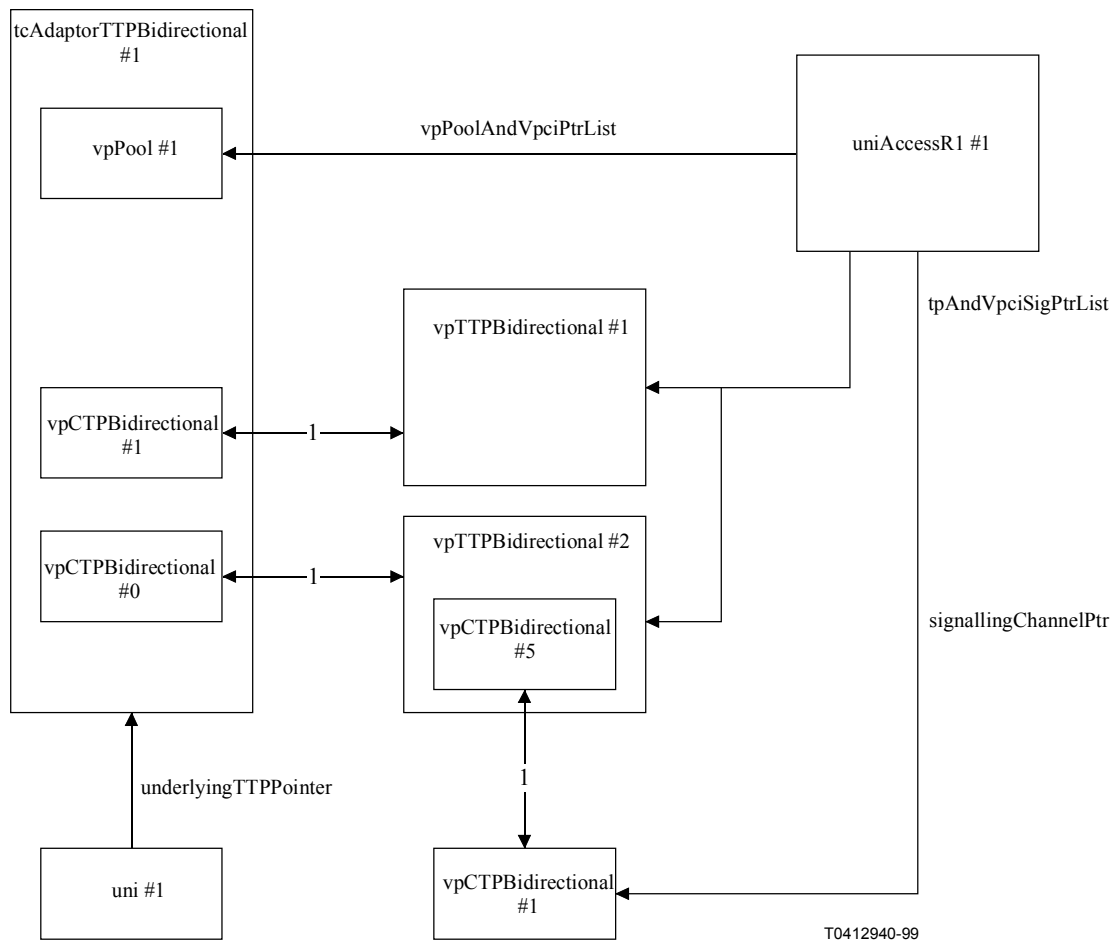 tcAdaptorTTPBidirectional
#1
vpPool #1
vpPoolAndVpciPtrList
uniAccessR1 #1
tpAndVpciSigPtrList
vpTTPBidirectional #1
vpCTPBidirectional
#1
1
vpTTPBidirectional #2
vpCTPBidirectional
#0
1
vpCTPBidirectional
#5
signallingChannelPtr
1
underlyingTTPPointer
uni #1
vpCTPBidirectional
#1
T0412940-99